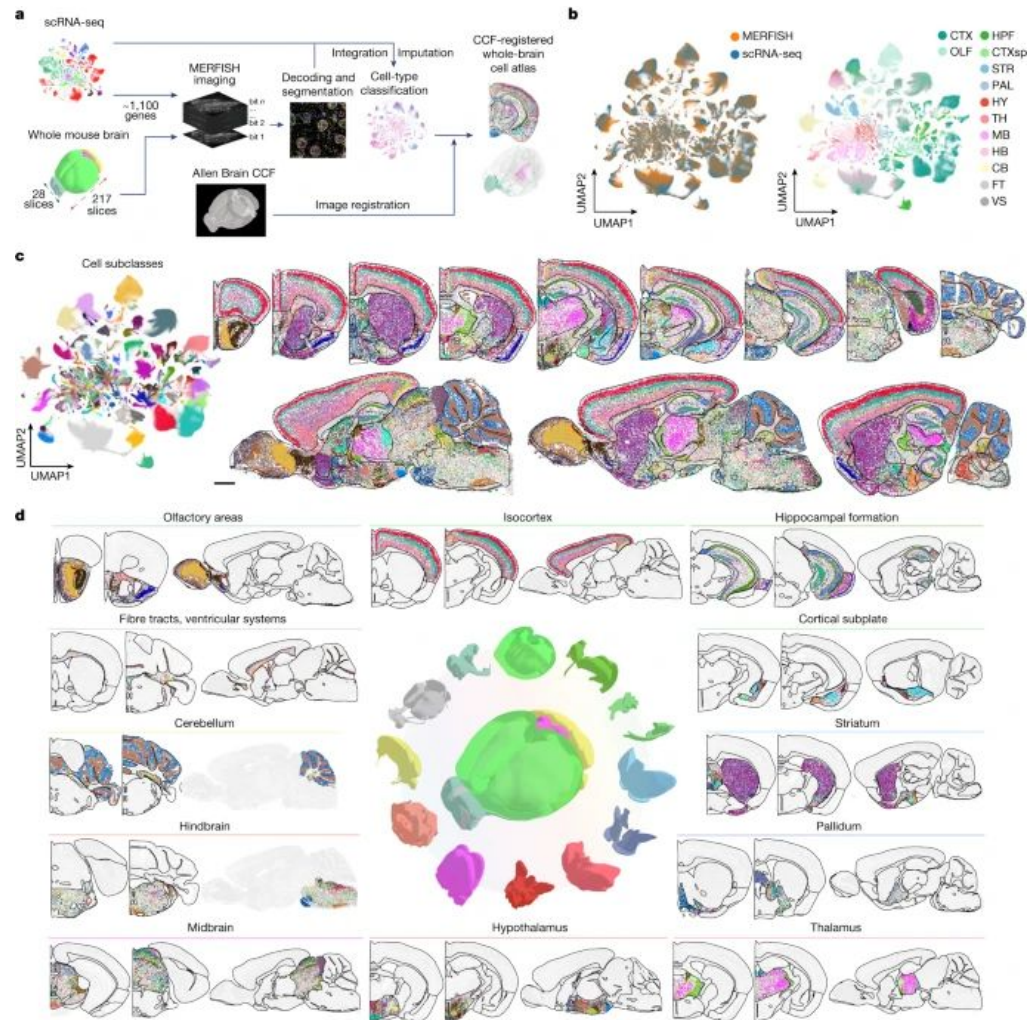 a
scRNA-seq
~1,100
genes
Whole mouse brain
28
slices
217
slices
MERFISH
imaging
bit n
...
bit 2
bit 1
Integration
Imputation
Decoding and
segmentation
Cell-type
classification
CCF-registered
whole-brain
cell atlas
Allen Brain CCF
Image registration
b
MERFISH
scRNA-seq
UMAP2
UMAP1
UMAP2
UMAP1
CTX
OLF
HPF
CTXsp
STR
PAL
HY
TH
MB
HB
CB
FT
VS
c
Cell subclasses
UMAP2
UMAP1
d
Olfactory areas
Isocortex
Hippocampal formation
Fibre tracts, ventricular systems
Cortical subplate
Cerebellum
Striatum
Hindbrain
Pallidum
Midbrain
Hypothalamus
Thalamus